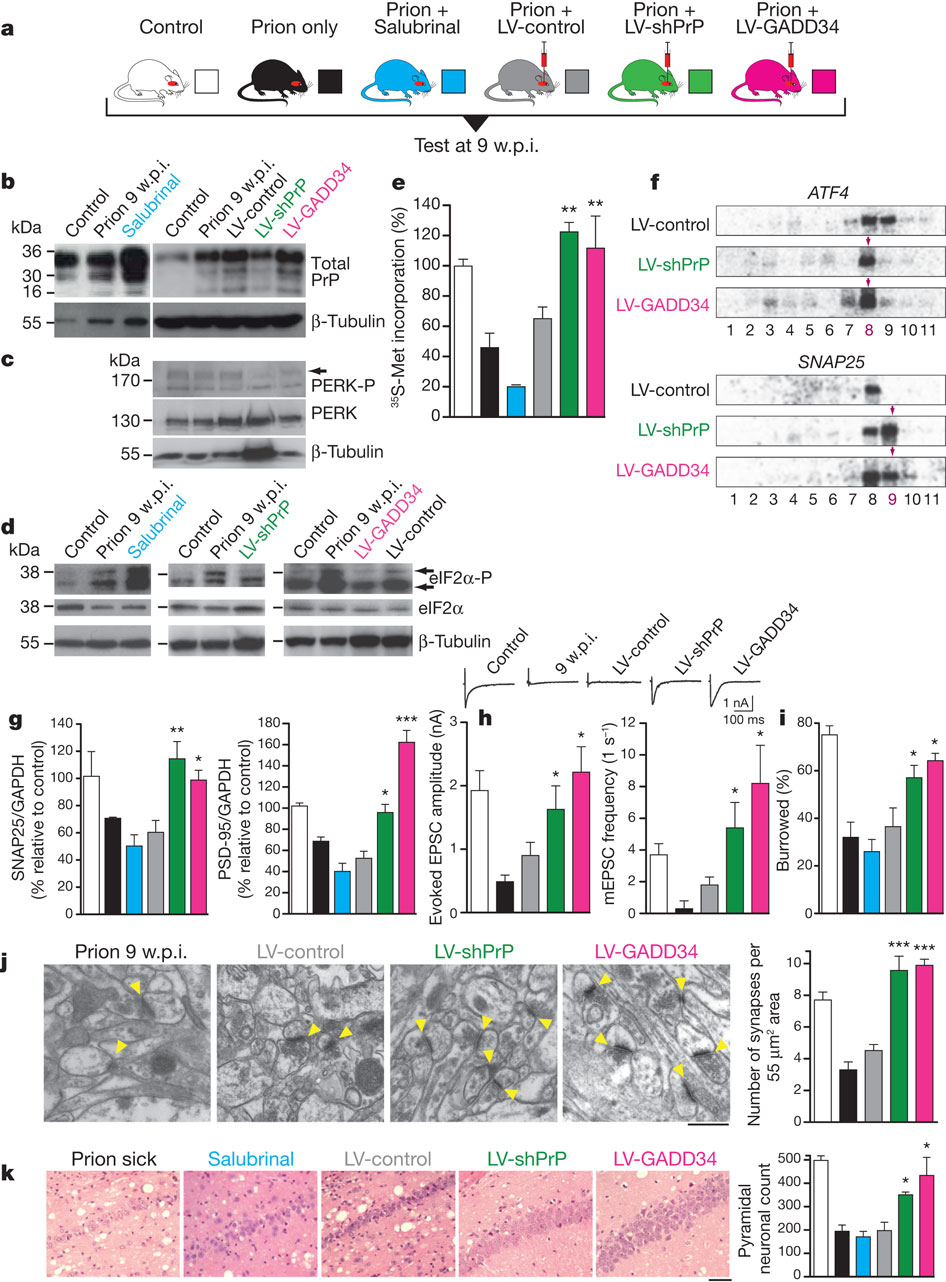 a
Control
Prion only
Prion +
Salubrinal
Prion +
LV-control
Prion +
LV-shPrP
Prion +
LV-GADD34
Test at 9 w.p.i.
b
Control
Prion 9 w.p.i.
Salubrinal
Control
Prion 9 w.p.i.
LV-control
LV-shPrP
LV-GADD34
kDa
36
30
16
Total
PrP
55
β-Tubulin
c
kDa
170
PERK-P
130
PERK
55
β-Tubulin
d
Control
Prion 9 w.p.i.
Salubrinal
Control
Prion 9 w.p.i.
LV-shPrP
Control
Prion 9 w.p.i.
LV-GADD34
LV-control
kDa
38
eIF2α-P
38
eIF2α
55
β-Tubulin
e
³⁵S-Met incorporation (%)
140
120
100
80
60
40
20
0
**
**
f
ATF4
LV-control
LV-shPrP
LV-GADD34
1 2 3 4 5 6 7 8 9 10 11
SNAP25
LV-control
LV-shPrP
LV-GADD34
1 2 3 4 5 6 7 8 9 10 11
g
SNAP25/GAPDH
(% relative to control)
140
120
100
80
60
40
20
0
**
*
PSD-95/GAPDH
(% relative to control)
180
160
140
120
100
80
60
40
20
0
*
***
h
Control
9 w.p.i.
LV-control
LV-shPrP
LV-GADD34
1 nA
100 ms
Evoked EPSC amplitude (nA)
3
2
1
0
*
*
mEPSC frequency (1 s⁻¹)
12
10
8
6
4
2
0
*
*
i
Burrowed (%)
80
60
40
20
0
*
*
j
Prion 9 w.p.i.
LV-control
LV-shPrP
LV-GADD34
Number of synapses per
55 μm² area
10
8
6
4
2
0
***
***
k
Prion sick
Salubrinal
LV-control
LV-shPrP
LV-GADD34
Pyramidal
neuronal count
500
400
300
200
100
0
*
*